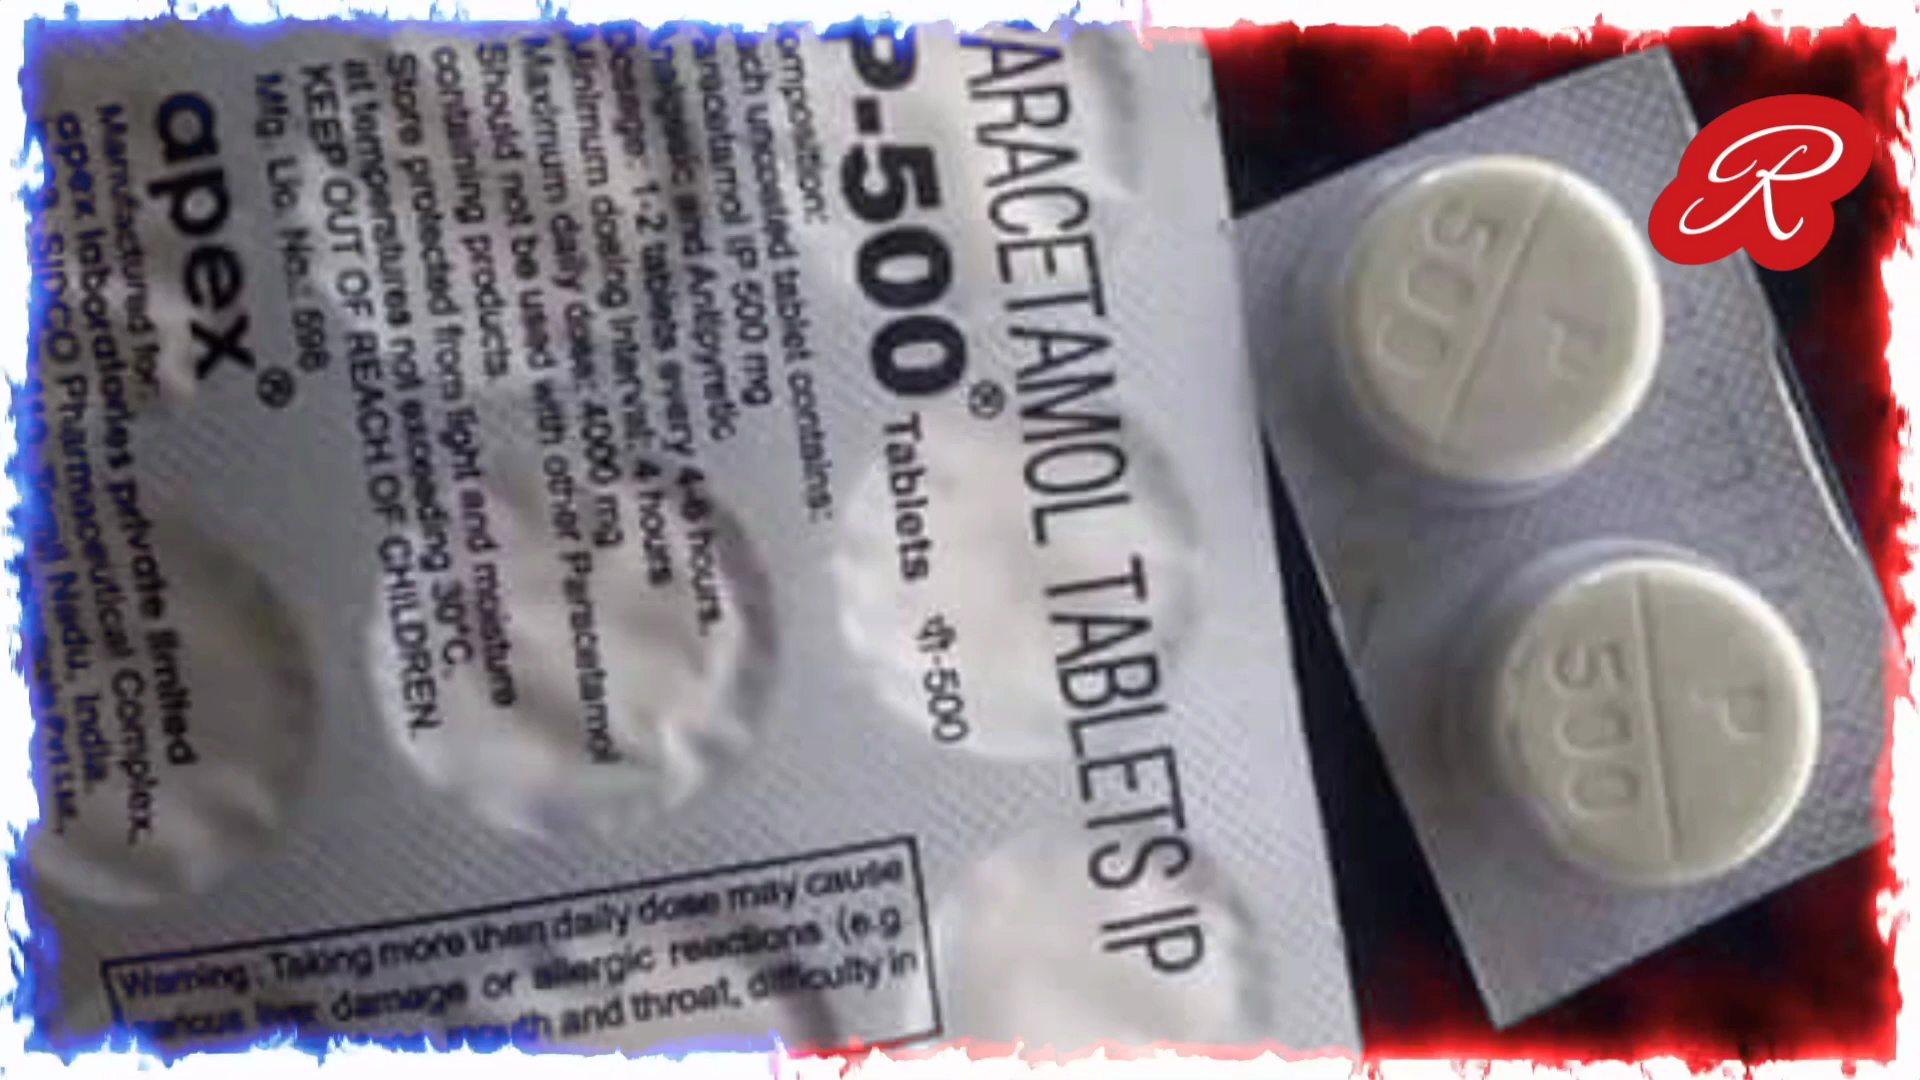 PARACETAMOL TABLETS IP
P-500® Tablets पी-500
composition:
each uncoated tablet contains:
Paracetamol IP 500 mg
Analgesic and Antipyretic
Dosage: 1-2 tablets every 4-6 hours.
Minimum dosing interval: 4 hours
Maximum daily dose: 4000 mg
Should not be used with other Paracetamol
containing products.
Store protected from light and moisture
at temperatures not exceeding 30°C.
KEEP OUT OF REACH OF CHILDREN.
Mfg. Lic. No.: 596
apex®
Manufactured for:
apex laboratories private limited
SIDCO Pharmaceutical Complex,
Tamil Nadu, India.
Warning: Taking more than daily dose may cause
serious liver damage or allergic reactions (e.g
mouth and throat, difficulty in
P
500
P
500
R